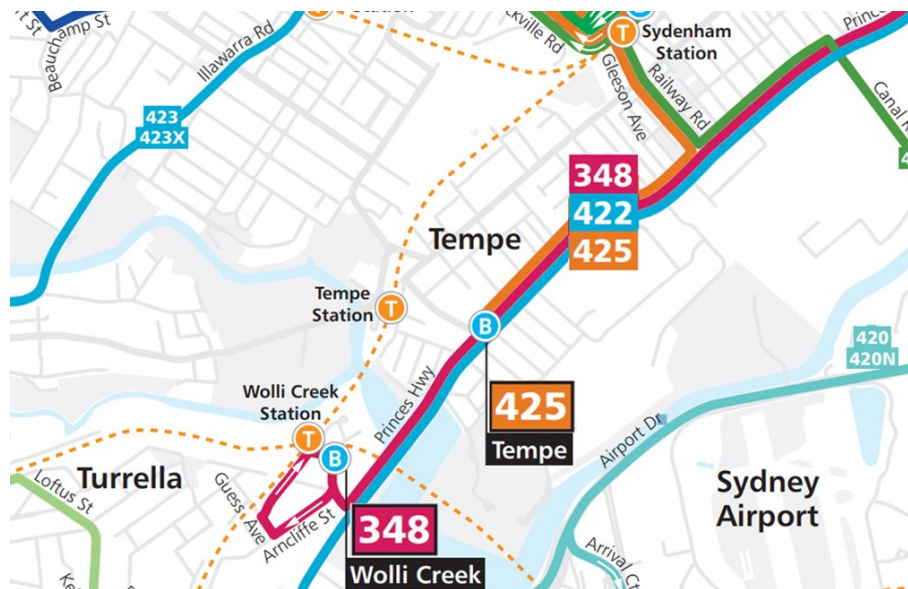 Station
Beauchamp St
Illawarra Rd
ckville Rd
T
Sydenham
Station
Princes
Gleeson Ave
Railway Rd
Canal R
423
423X
348
422
425
Tempe
Tempe
Station
T
B
420
420N
Princes Hwy
Wolli Creek
Station
T
B
425
Tempe
Airport Dr
Turrella
Loftus St
Guess Ave
Arncliffe St
348
Wolli Creek
Sydney
Airport
Arrival Ct